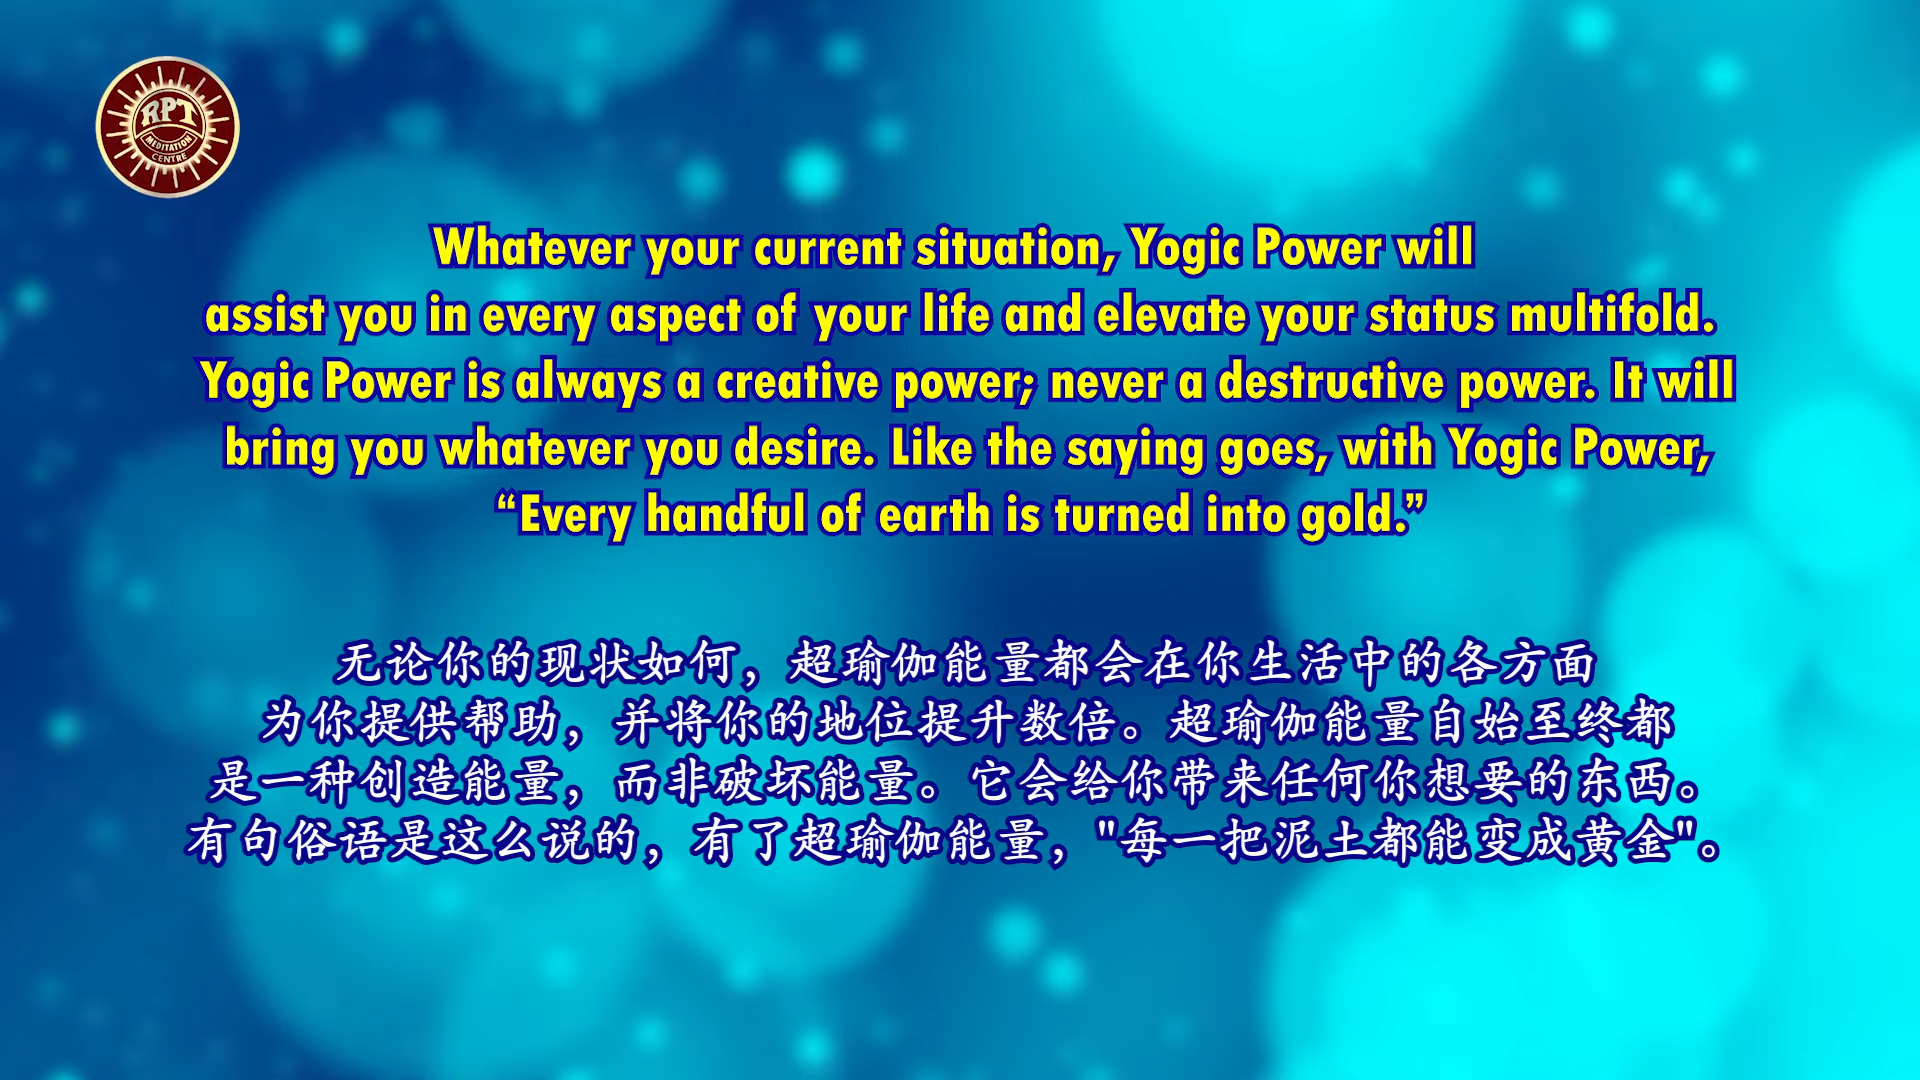 RPT
MEDITATION
CENTRE
Whatever your current situation, Yogic Power will
assist you in every aspect of your life and elevate your status multifold.
Yogic Power is always a creative power; never a destructive power. It will
bring you whatever you desire. Like the saying goes, with Yogic Power,
“Every handful of earth is turned into gold.”
无论你的现状如何，超瑜伽能量都会在你生活中的各方面
为你提供帮助，并将你的地位提升数倍。超瑜伽能量自始至终都
是一种创造能量，而非破坏能量。它会给你带来任何你想要的东西。
有句俗语是这么说的，有了超瑜伽能量，"每一把泥土都能变成黄金"。